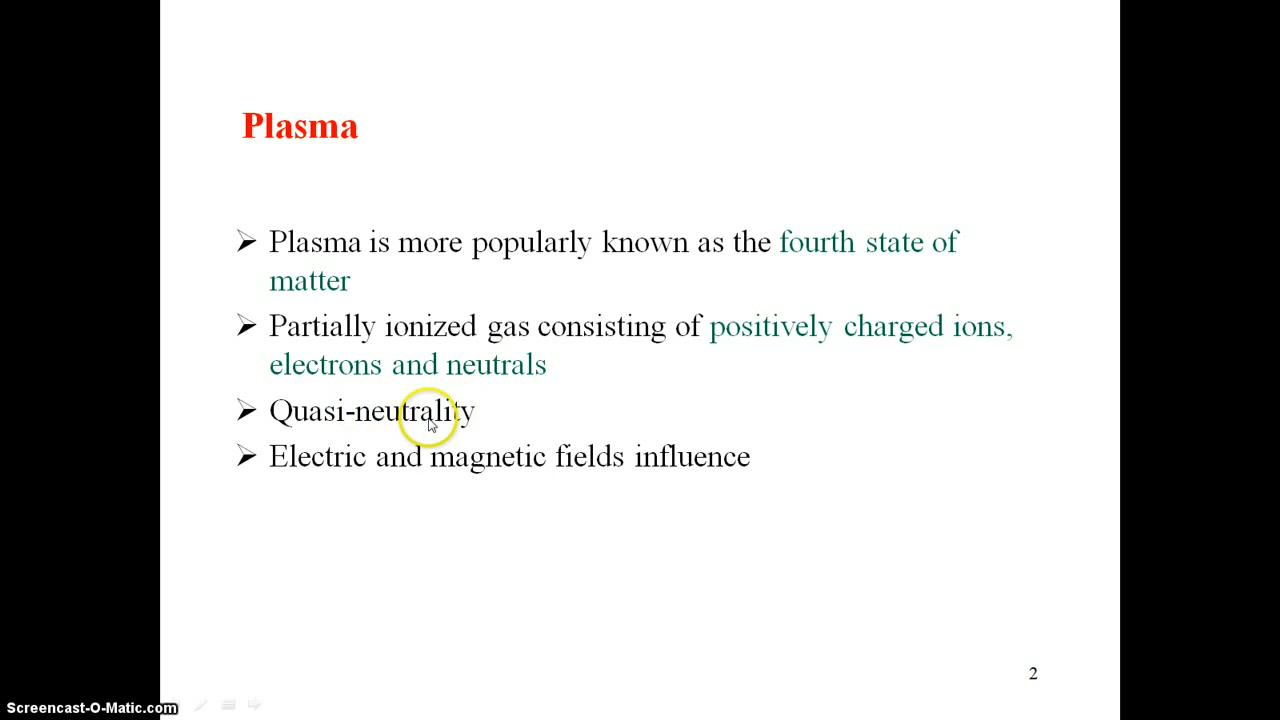 Plasma
➢ Plasma is more popularly known as the fourth state of
matter
➢ Partially ionized gas consisting of positively charged ions,
electrons and neutrals
➢ Quasi-neutrality
➢ Electric and magnetic fields influence
2
Screencast-O-Matic.com